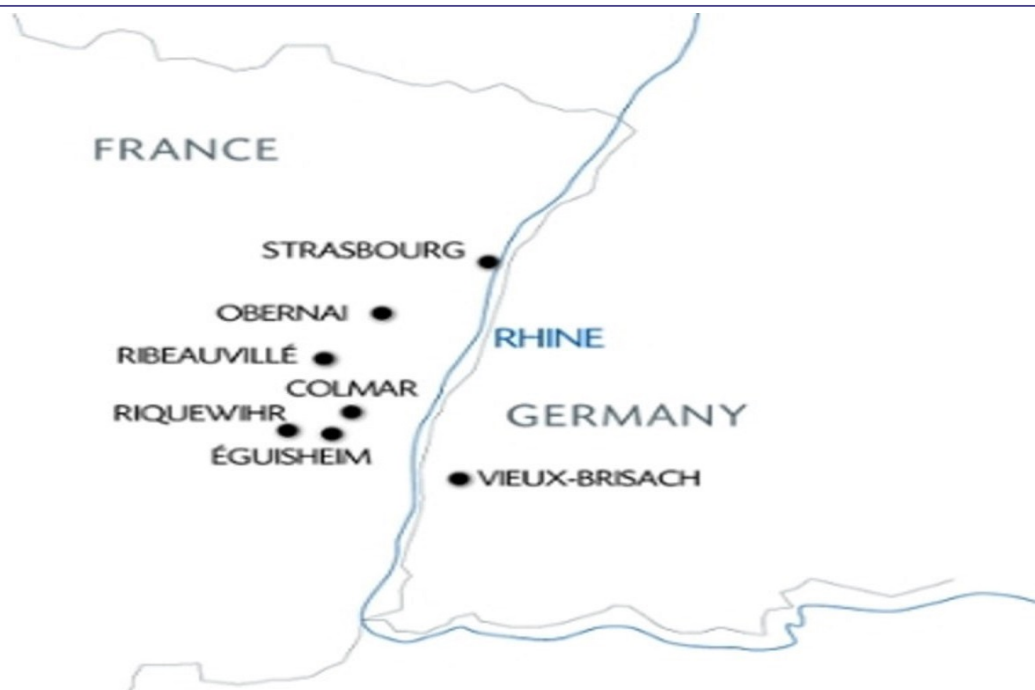 FRANCE
STRASBOURG
OBERNAI
RHINE
RIBEAUVILLÉ
COLMAR
RIQUEWIHR
GERMANY
ÉGUISHEIM
VIEUX-BRISACH